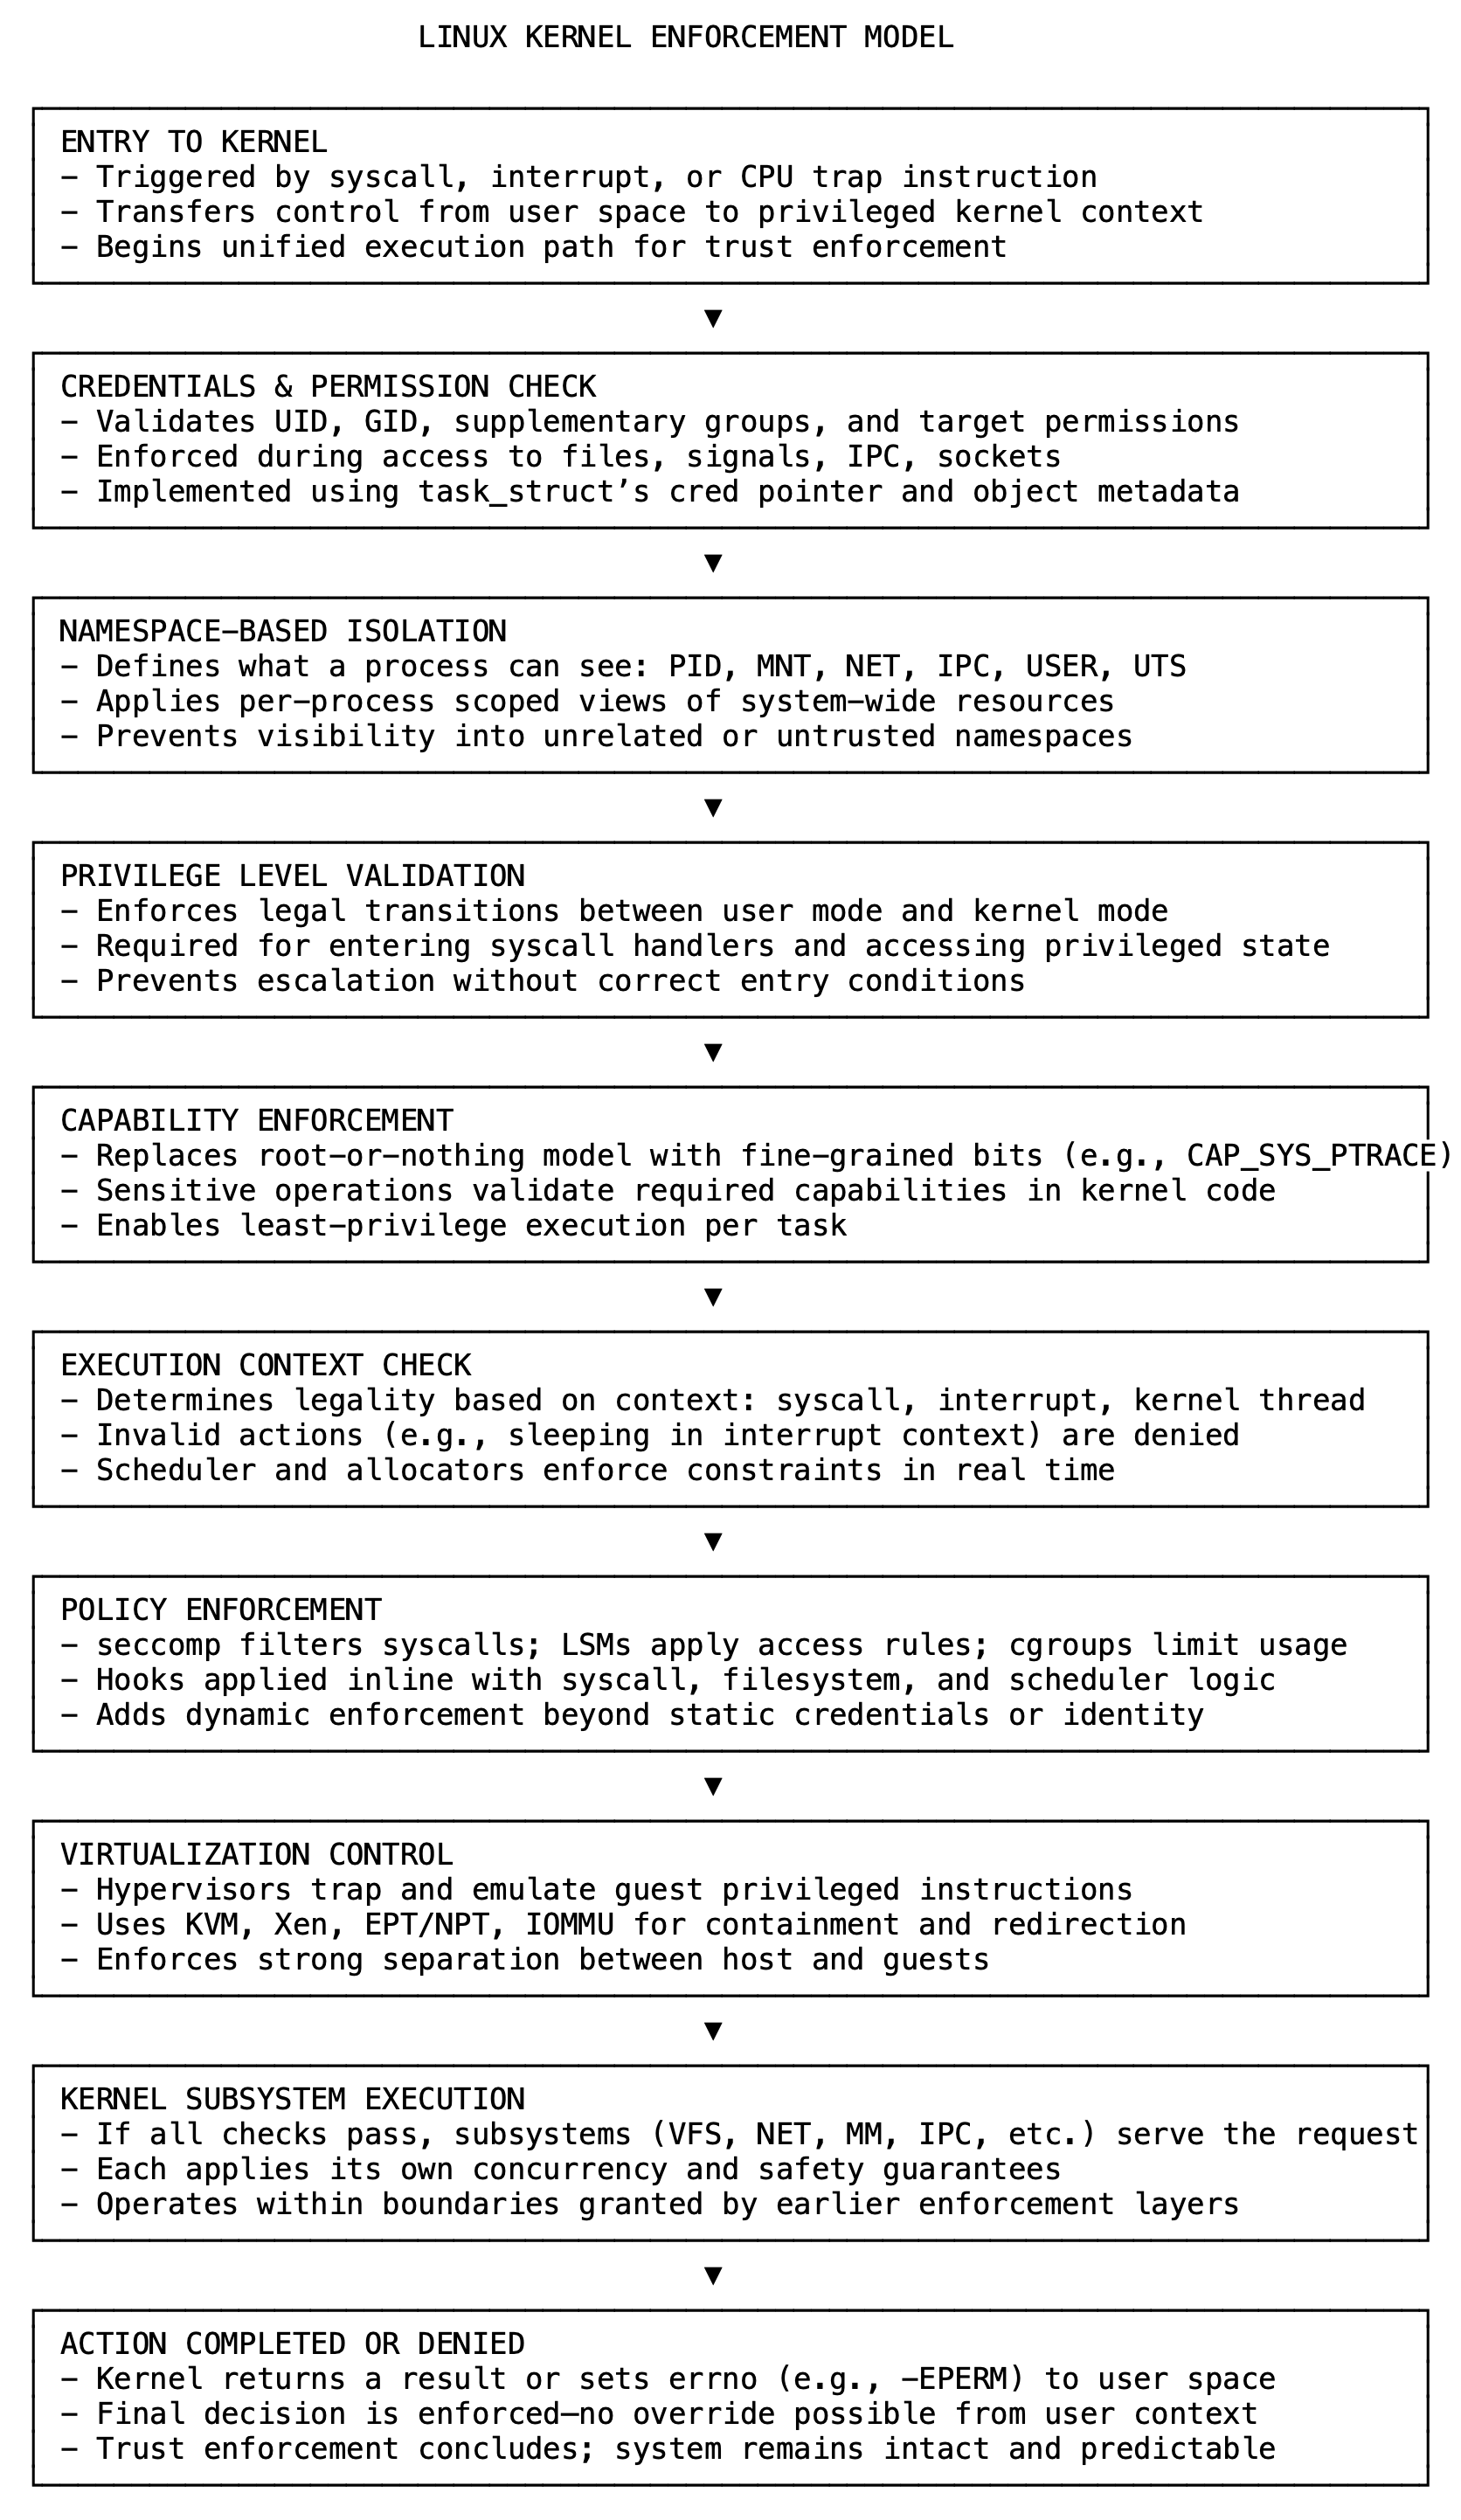 LINUX KERNEL ENFORCEMENT MODEL
ENTRY TO KERNEL
– Triggered by syscall, interrupt, or CPU trap instruction
– Transfers control from user space to privileged kernel context
– Begins unified execution path for trust enforcement
▼
CREDENTIALS & PERMISSION CHECK
– Validates UID, GID, supplementary groups, and target permissions
– Enforced during access to files, signals, IPC, sockets
– Implemented using task_struct’s cred pointer and object metadata
▼
NAMESPACE–BASED ISOLATION
– Defines what a process can see: PID, MNT, NET, IPC, USER, UTS
– Applies per–process scoped views of system–wide resources
– Prevents visibility into unrelated or untrusted namespaces
▼
PRIVILEGE LEVEL VALIDATION
– Enforces legal transitions between user mode and kernel mode
– Required for entering syscall handlers and accessing privileged state
– Prevents escalation without correct entry conditions
▼
CAPABILITY ENFORCEMENT
– Replaces root–or–nothing model with fine–grained bits (e.g., CAP_SYS_PTRACE)
– Sensitive operations validate required capabilities in kernel code
– Enables least–privilege execution per task
▼
EXECUTION CONTEXT CHECK
– Determines legality based on context: syscall, interrupt, kernel thread
– Invalid actions (e.g., sleeping in interrupt context) are denied
– Scheduler and allocators enforce constraints in real time
▼
POLICY ENFORCEMENT
– seccomp filters syscalls; LSMs apply access rules; cgroups limit usage
– Hooks applied inline with syscall, filesystem, and scheduler logic
– Adds dynamic enforcement beyond static credentials or identity
▼
VIRTUALIZATION CONTROL
– Hypervisors trap and emulate guest privileged instructions
– Uses KVM, Xen, EPT/NPT, IOMMU for containment and redirection
– Enforces strong separation between host and guests
▼
KERNEL SUBSYSTEM EXECUTION
– If all checks pass, subsystems (VFS, NET, MM, IPC, etc.) serve the request
– Each applies its own concurrency and safety guarantees
– Operates within boundaries granted by earlier enforcement layers
▼
ACTION COMPLETED OR DENIED
– Kernel returns a result or sets errno (e.g., –EPERM) to user space
– Final decision is enforced—no override possible from user context
– Trust enforcement concludes; system remains intact and predictable